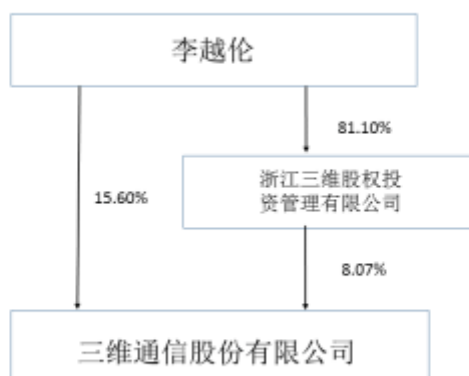 李越伦
81.10%
浙江三维股权投
资管理有限公司
15.60%
8.07%
三维通信股份有限公司